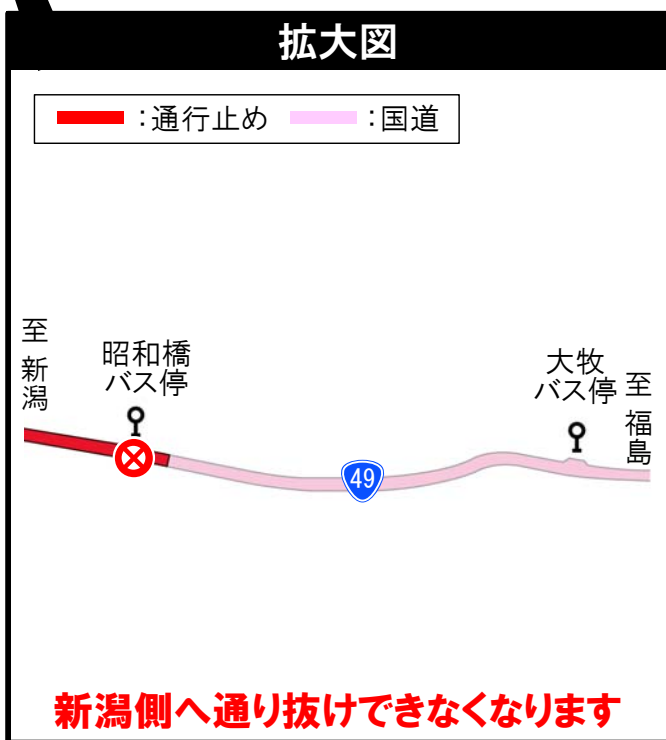 拡大図
：通行止め ：国道
至新潟
昭和橋
バス停
大牧
バス停
至福島
49
新潟側へ通り抜けできなくなります